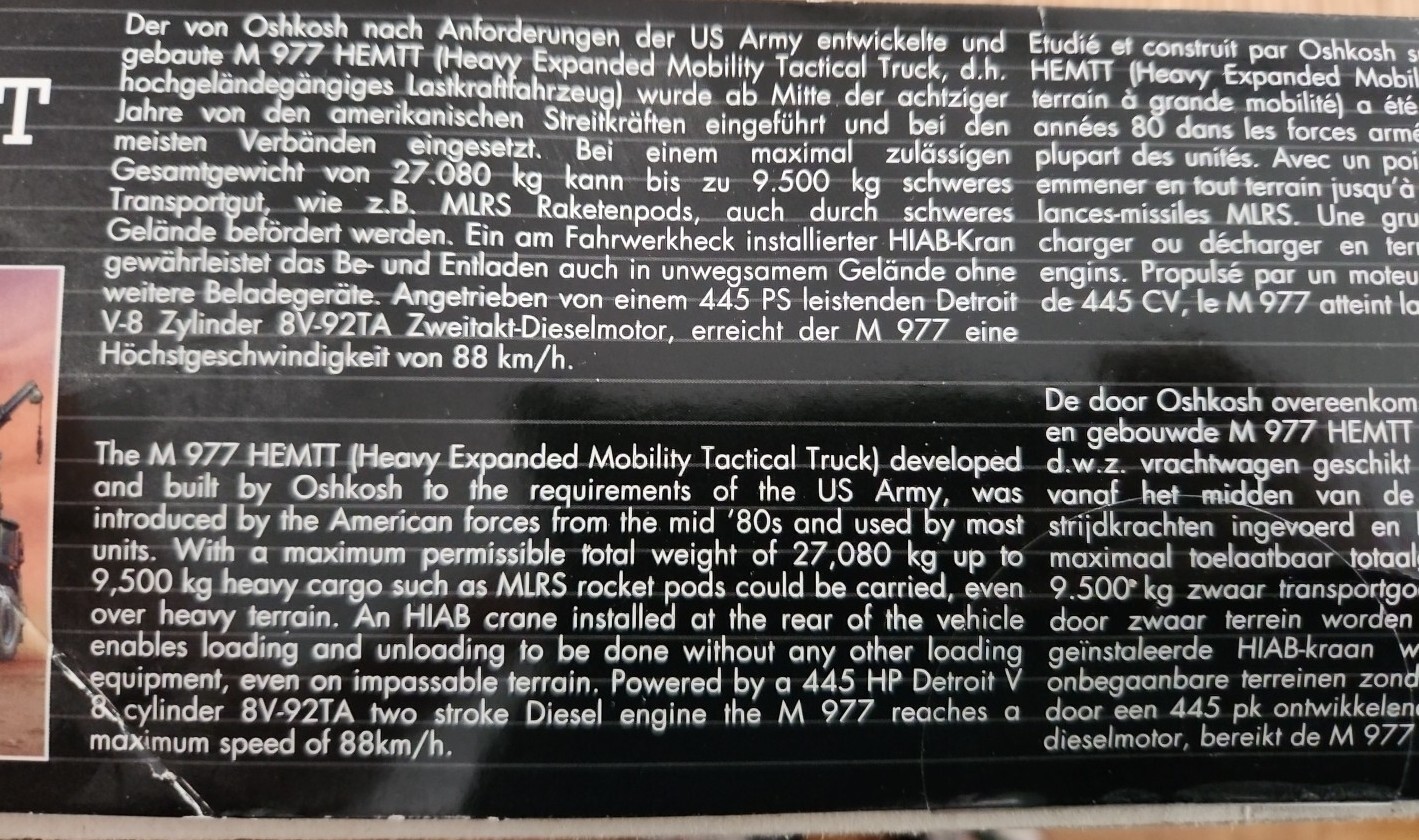 T
Der von Oshkosh nach Anforderungen der US Army entwickelte und
gebaute M 977 HEMTT (Heavy Expanded Mobility Tactical Truck, d.h.
hochgeländegängiges Lastkraftfahrzeug) wurde ab Mitte der achtziger
Jahre von den amerikanischen Streitkräften eingeführt und bei den
meisten Verbänden eingesetzt. Bei einem maximal zulässigen
Gesamtgewicht von 27.080 kg kann bis zu 9.500 kg schweres
Transportgut, wie z.B. MLRS Raketenpods, auch durch schweres
Gelände befördert werden. Ein am Fahrwerkheck installierter HIAB-Kran
gewährleistet das Be- und Entladen auch in unwegsamem Gelände ohne
weitere Beladegeräte. Angetrieben von einem 445 PS leistenden Detroit
V-8 Zylinder 8V-92TA Zweitakt-Dieselmotor, erreicht der M 977 eine
Höchstgeschwindigkeit von 88 km/h.
The M 977 HEMTT (Heavy Expanded Mobility Tactical Truck) developed
and built by Oshkosh to the requirements of the US Army, was
introduced by the American forces from the mid '80s and used by most
units. With a maximum permissible total weight of 27,080 kg up to
9,500 kg heavy cargo such as MLRS rocket pods could be carried, even
over heavy terrain. An HIAB crane installed at the rear of the vehicle
enables loading and unloading to be done without any other loading
equipment, even on impassable terrain. Powered by a 445 HP Detroit V
8 cylinder 8V-92TA two stroke Diesel engine the M 977 reaches a
maximum speed of 88km/h.
Etudié et construit par Oshkosh
HEMTT (Heavy Expanded
terrain à grande mobilité) a été
années 80 dans les forces
plupart des unités. Avec un
emmener en tout terrain jusqu'à
lances-missiles MLRS. Une
charger ou décharger en
engins. Propulsé par un
de 445 CV, le M 977 atteint
De door Oshkosh
en gebouwde M 977 HEMTT
d.w.z. vrachtwagen geschikt
vanaf het midden van de
strijdkrachten ingevoerd en
maximaal toelaatbaar
9.500 kg zwaar
door zwaar terrein worden
geïnstaleerde HIAB-kraan
onbegaanbare terreinen
door een 445 pk
dieselmotor, bereikt de M 977